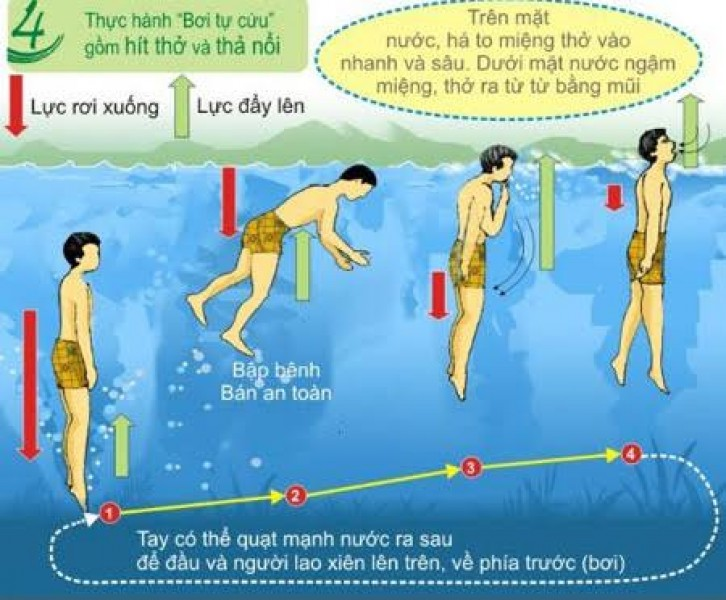 4
Thực hành "Bơi tự cứu"
gồm hít thở và thả nổi
Trên mặt
nước, há to miệng thở vào
nhanh và sâu. Dưới mặt nước ngậm
miệng, thở ra từ từ bằng mũi
Lực rơi xuống
Lực đẩy lên
Bập bênh
Bán an toàn
1
2
3
4
Tay có thể quạt mạnh nước ra sau
để đầu và người lao xiên lên trên, về phía trước (bơi)